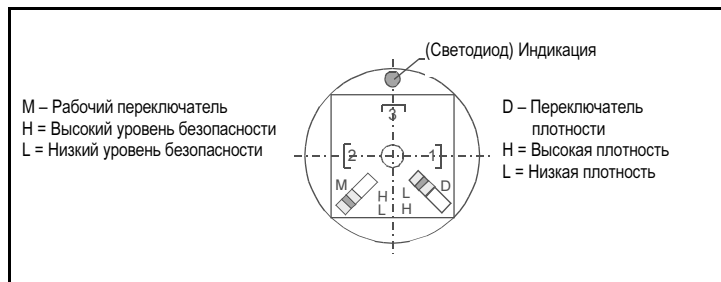 (Светодиод) Индикация
M – Рабочий переключатель
H = Высокий уровень безопасности
L = Низкий уровень безопасности
3
2
1
M
H
L
L
H
D
D – Переключатель
плотности
H = Высокая плотность
L = Низкая плотность